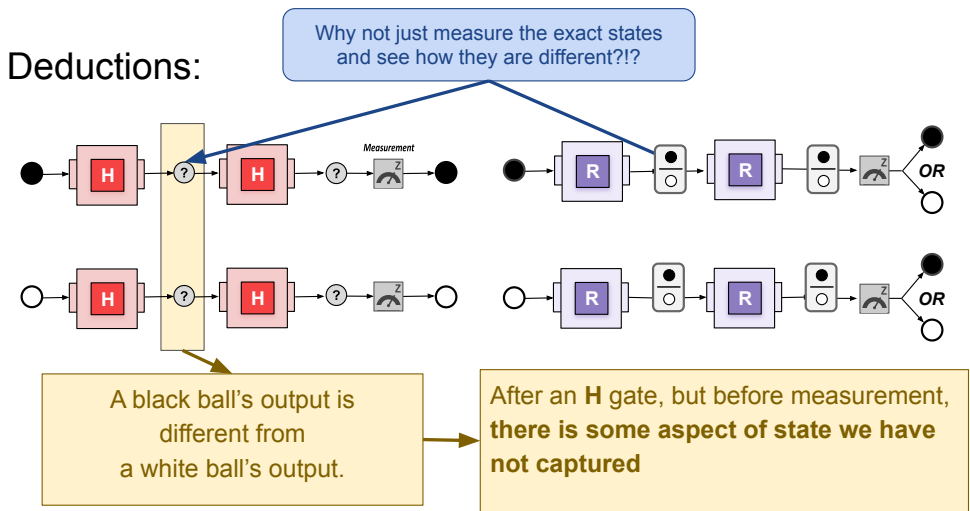 Why not just measure the exact states
and see how they are different?!?
Deductions:
Measurement
H
?
H
?
Z
R
R
Z
OR
H
?
H
?
Z
R
R
Z
OR
A black ball’s output is
different from
a white ball’s output.
After an H gate, but before measurement,
there is some aspect of state we have
not captured